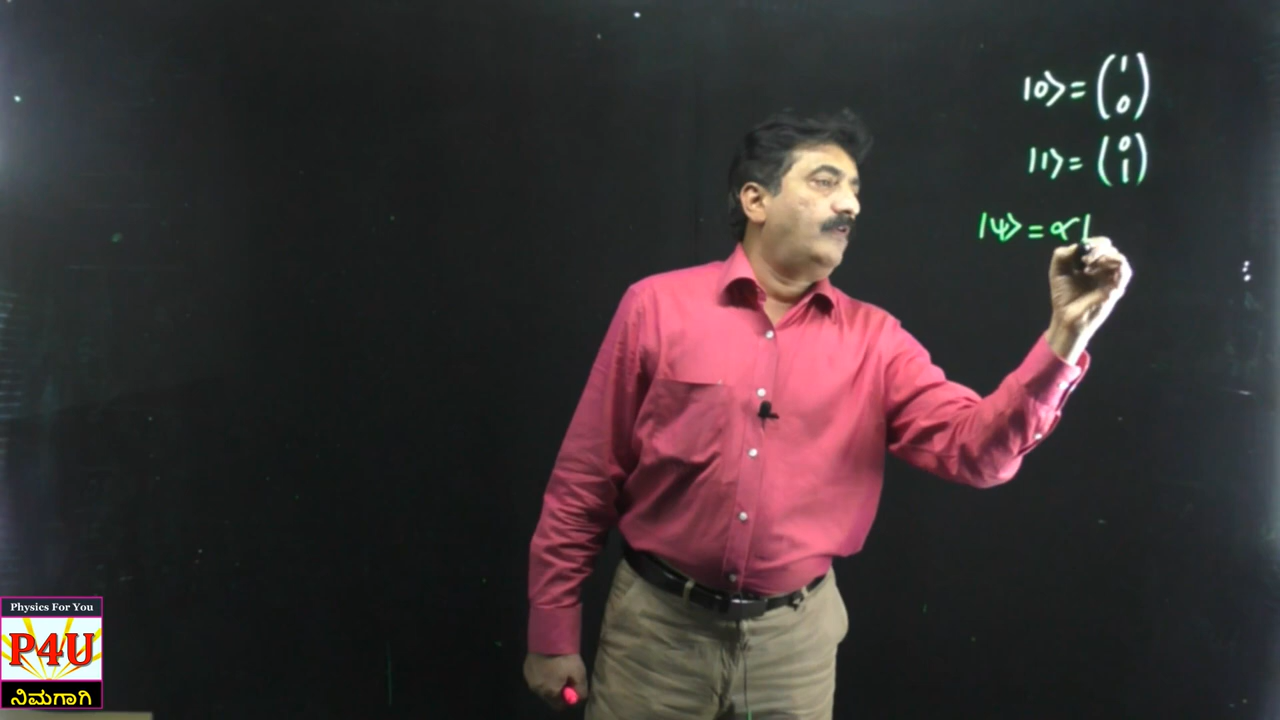 |0⟩ = (1
0)
|1⟩ = (0
1)
|ψ⟩ = α|
Physics For You
P4U
ನಿಮಗಾಗಿ